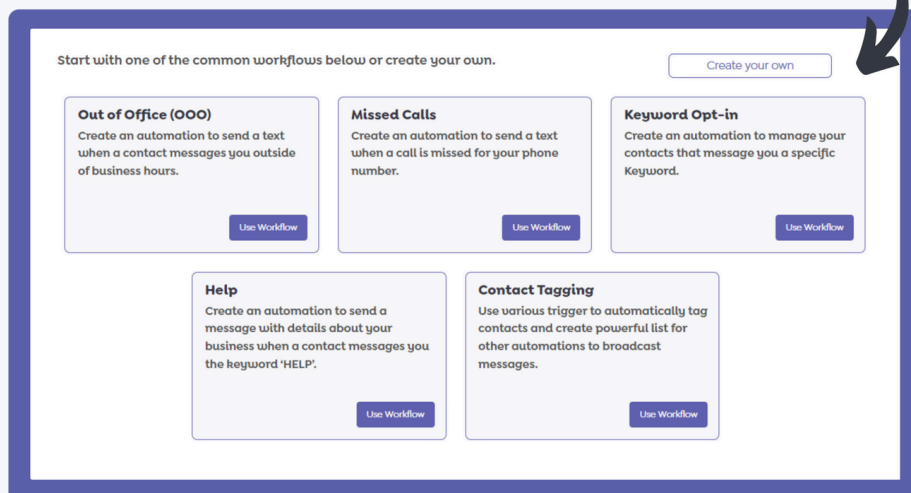 Start with one of the common workflows below or create your own.
Create your own
Out of Office (OOO)
Create an automation to send a text
when a contact messages you outside
of business hours.
Use Workflow
Missed Calls
Create an automation to send a text
when a call is missed for your phone
number.
Use Workflow
Keyword Opt-in
Create an automation to manage your
contacts that message you a specific
Keyword.
Use Workflow
Help
Create an automation to send a
message with details about your
business when a contact messages you
the keyword ‘HELP’.
Use Workflow
Contact Tagging
Use various trigger to automatically tag
contacts and create powerful list for
other automations to broadcast
messages.
Use Workflow